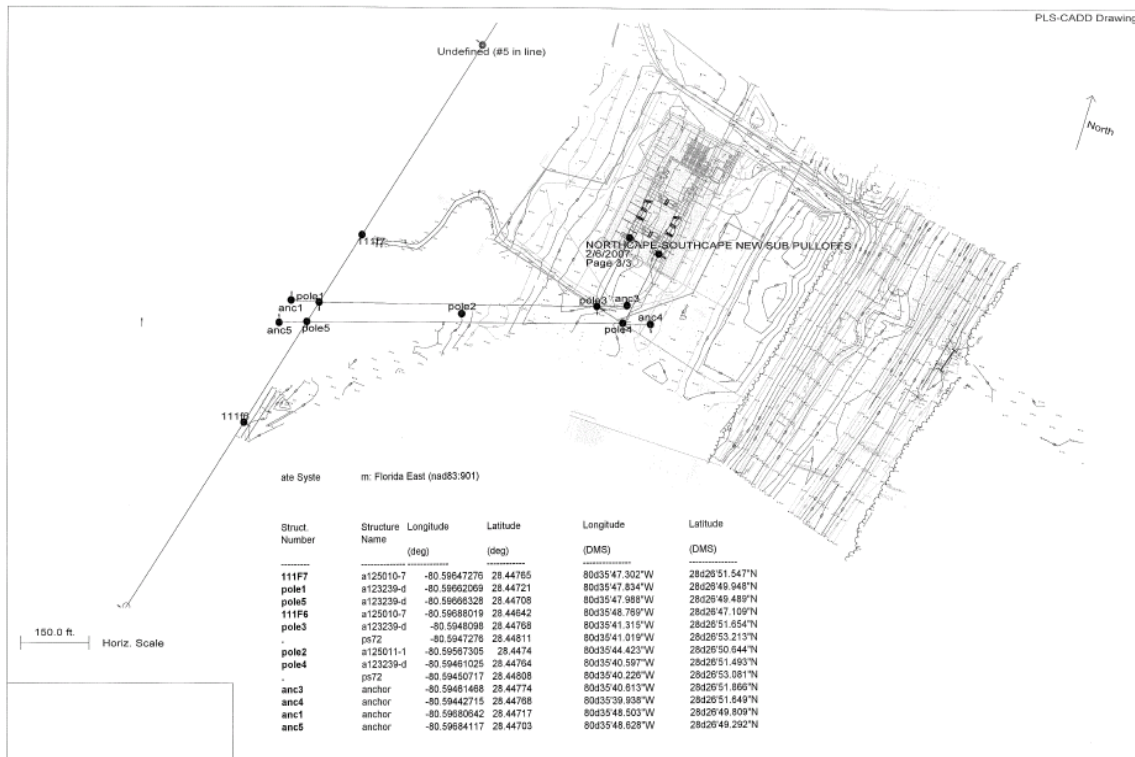 PLS-CADD Drawing
Undefined (#5 in line)
North
111f7
NORTHCAPE-SOUTHCAPE NEW SUB PULLOFFS
2/6/2007
Page 3/3
pole1
anc1
pole2
pole3
anc3
anc5
pole5
pole4
anc4
111f6
ate Syste m: Florida East (nad83:901)
Struct. Structure Longitude Latitude Longitude Latitude
Number Name (deg) (deg) (DMS) (DMS)
111F7 a125010-7 -80.59647276 28.44765 80d35'47.302"W 28d26'51.547"N
pole1 a123239-d -80.59662069 28.44721 80d35'47.834"W 28d26'49.948"N
pole5 a123239-d -80.59666328 28.44708 80d35'47.988"W 28d26'49.489"N
111F6 a125010-7 -80.59688019 28.44642 80d35'48.769"W 28d26'47.109"N
pole3 a123239-d -80.5948098 28.44768 80d35'41.315"W 28d26'51.654"N
. ps72 -80.5947276 28.44811 80d35'41.019"W 28d26'53.213"N
pole2 a125011-1 -80.59567305 28.4474 80d35'44.423"W 28d26'50.644"N
pole4 a123239-d -80.59461025 28.44764 80d35'40.597"W 28d26'51.493"N
. ps72 -80.59450717 28.44808 80d35'40.226"W 28d26'53.081"N
anc3 anchor -80.59461468 28.44774 80d35'40.613"W 28d26'51.866"N
anc4 anchor -80.59442715 28.44768 80d35'39.938"W 28d26'51.649"N
anc1 anchor -80.59680642 28.44717 80d35'48.503"W 28d26'49.809"N
anc5 anchor -80.59684117 28.44703 80d35'48.628"W 28d26'49.292"N
150.0 ft. Horiz. Scale